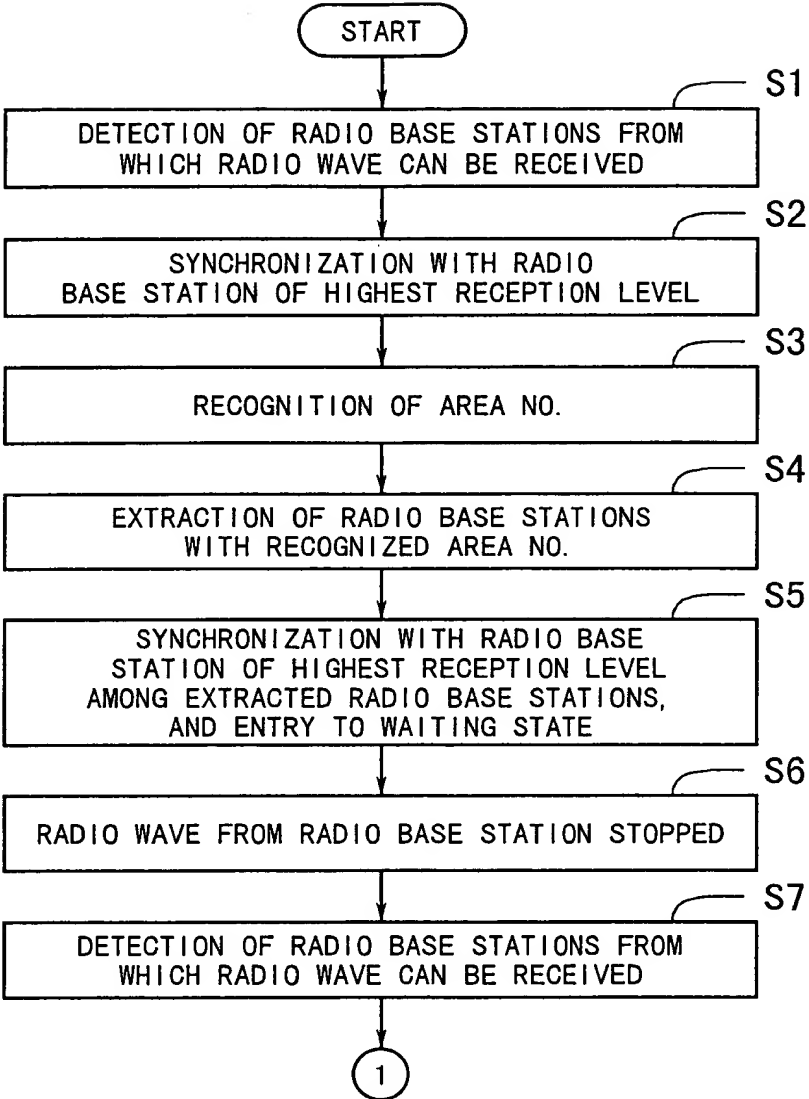 START
S1
DETECTION OF RADIO BASE STATIONS FROM
WHICH RADIO WAVE CAN BE RECEIVED
S2
SYNCHRONIZATION WITH RADIO
BASE STATION OF HIGHEST RECEPTION LEVEL
S3
RECOGNITION OF AREA NO.
S4
EXTRACTION OF RADIO BASE STATIONS
WITH RECOGNIZED AREA NO.
S5
SYNCHRONIZATION WITH RADIO BASE
STATION OF HIGHEST RECEPTION LEVEL
AMONG EXTRACTED RADIO BASE STATIONS,
AND ENTRY TO WAITING STATE
S6
RADIO WAVE FROM RADIO BASE STATION STOPPED
S7
DETECTION OF RADIO BASE STATIONS FROM
WHICH RADIO WAVE CAN BE RECEIVED
1